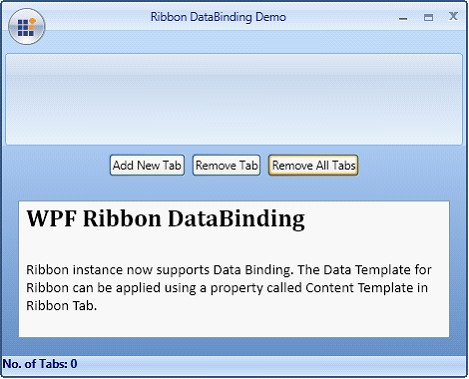 Ribbon DataBinding Demo
Add New Tab Remove Tab Remove All Tabs
WPF Ribbon DataBinding
Ribbon instance now supports Data Binding. The Data Template for
Ribbon can be applied using a property called Content Template in
Ribbon Tab.
No. of Tabs: 0